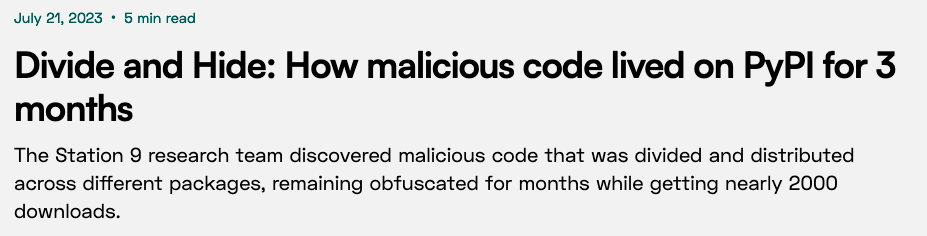 July 21, 2023 • 5 min read
Divide and Hide: How malicious code lived on PyPI for 3
months
The Station 9 research team discovered malicious code that was divided and distributed
across different packages, remaining obfuscated for months while getting nearly 2000
downloads.